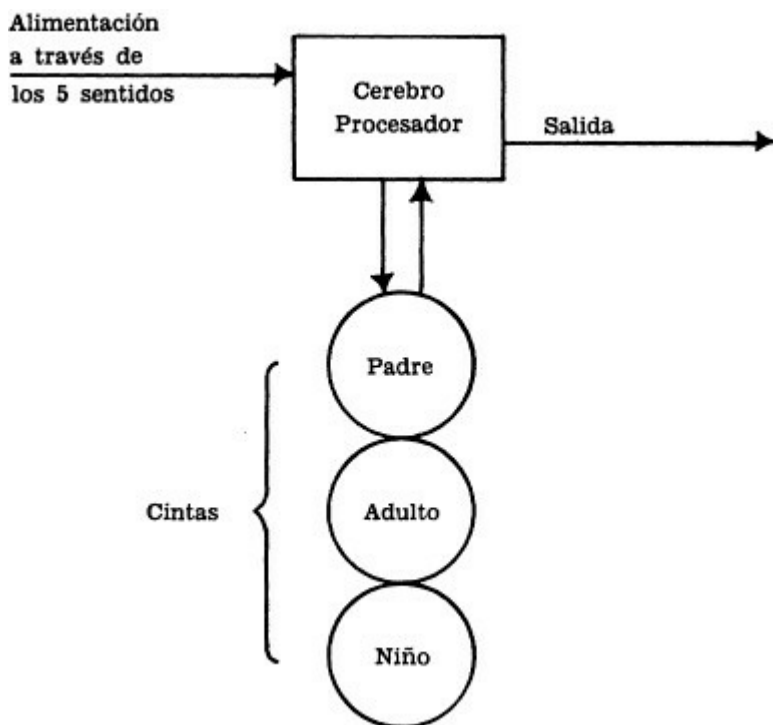 Alimentación
a través de
los 5 sentidos
Cerebro
Procesador
Salida
Padre
Cintas
Adulto
Niño